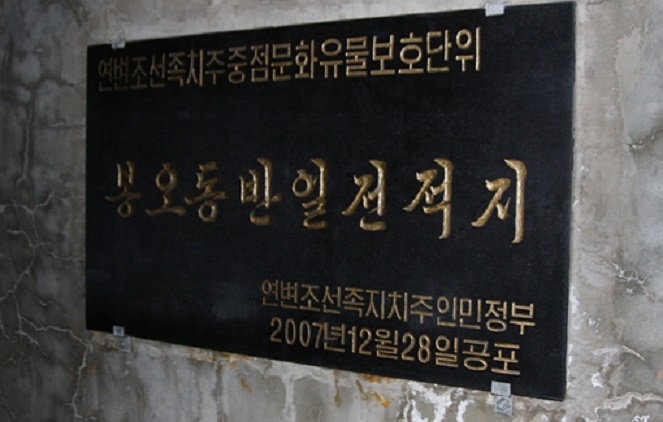 연변조선족치주중점문화유물보호단위
봉오동반일전적지
연변조선족자치주인민정부
2007년12월28일공포